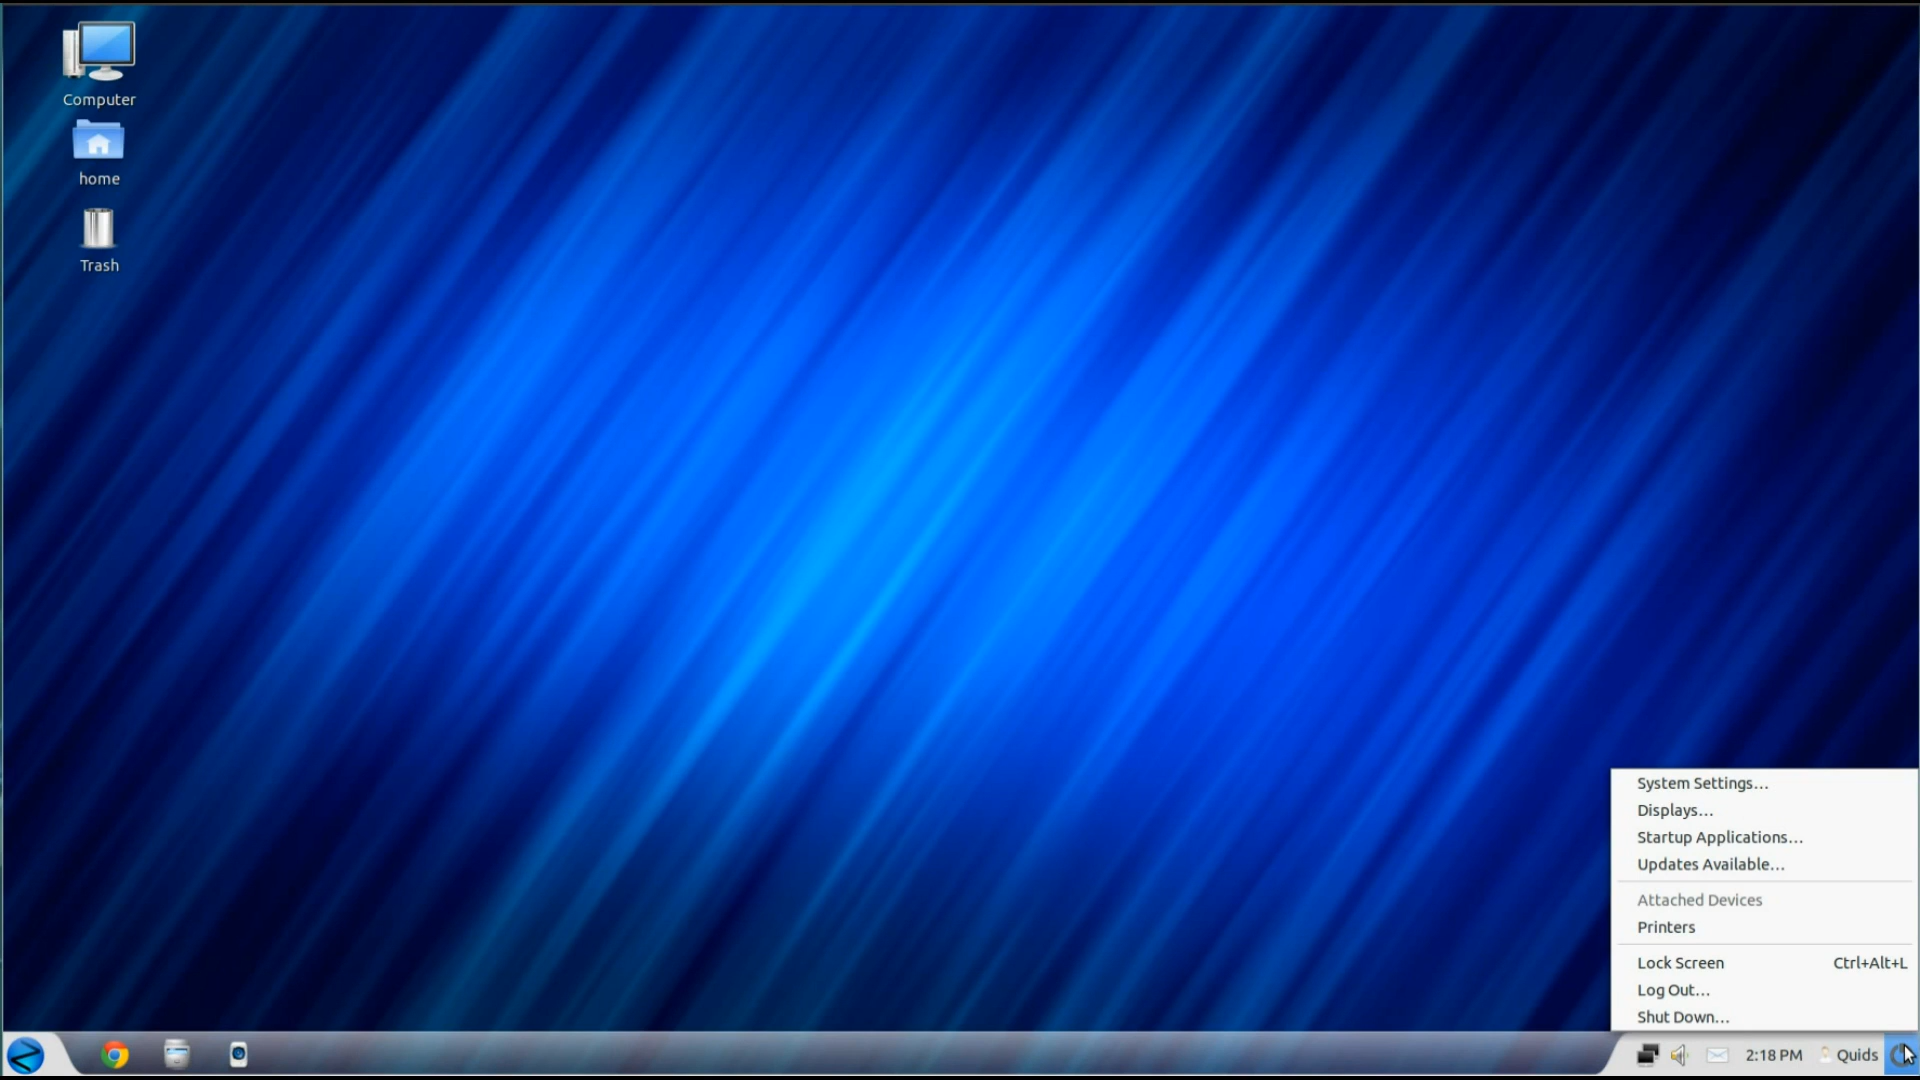 Computer
home
Trash
System Settings...
Displays...
Startup Applications...
Updates Available...
Attached Devices
Printers
Lock Screen Ctrl+Alt+L
Log Out...
Shut Down...
2:18 PM Quids